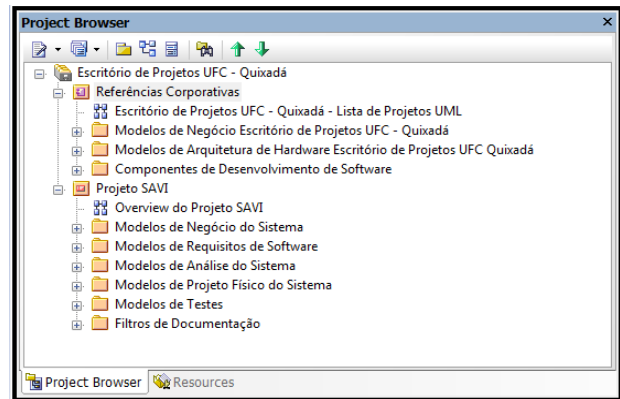 Project Browser
Escritório de Projetos UFC - Quixadá
Referências Corporativas
Escritório de Projetos UFC - Quixadá - Lista de Projetos UML
Modelos de Negócio Escritório de Projetos UFC - Quixadá
Modelos de Arquitetura de Hardware Escritório de Projetos UFC Quixadá
Componentes de Desenvolvimento de Software
Projeto SAVI
Overview do Projeto SAVI
Modelos de Negócio do Sistema
Modelos de Requisitos de Software
Modelos de Análise do Sistema
Modelos de Projeto Físico do Sistema
Modelos de Testes
Filtros de Documentação
Project Browser Resources